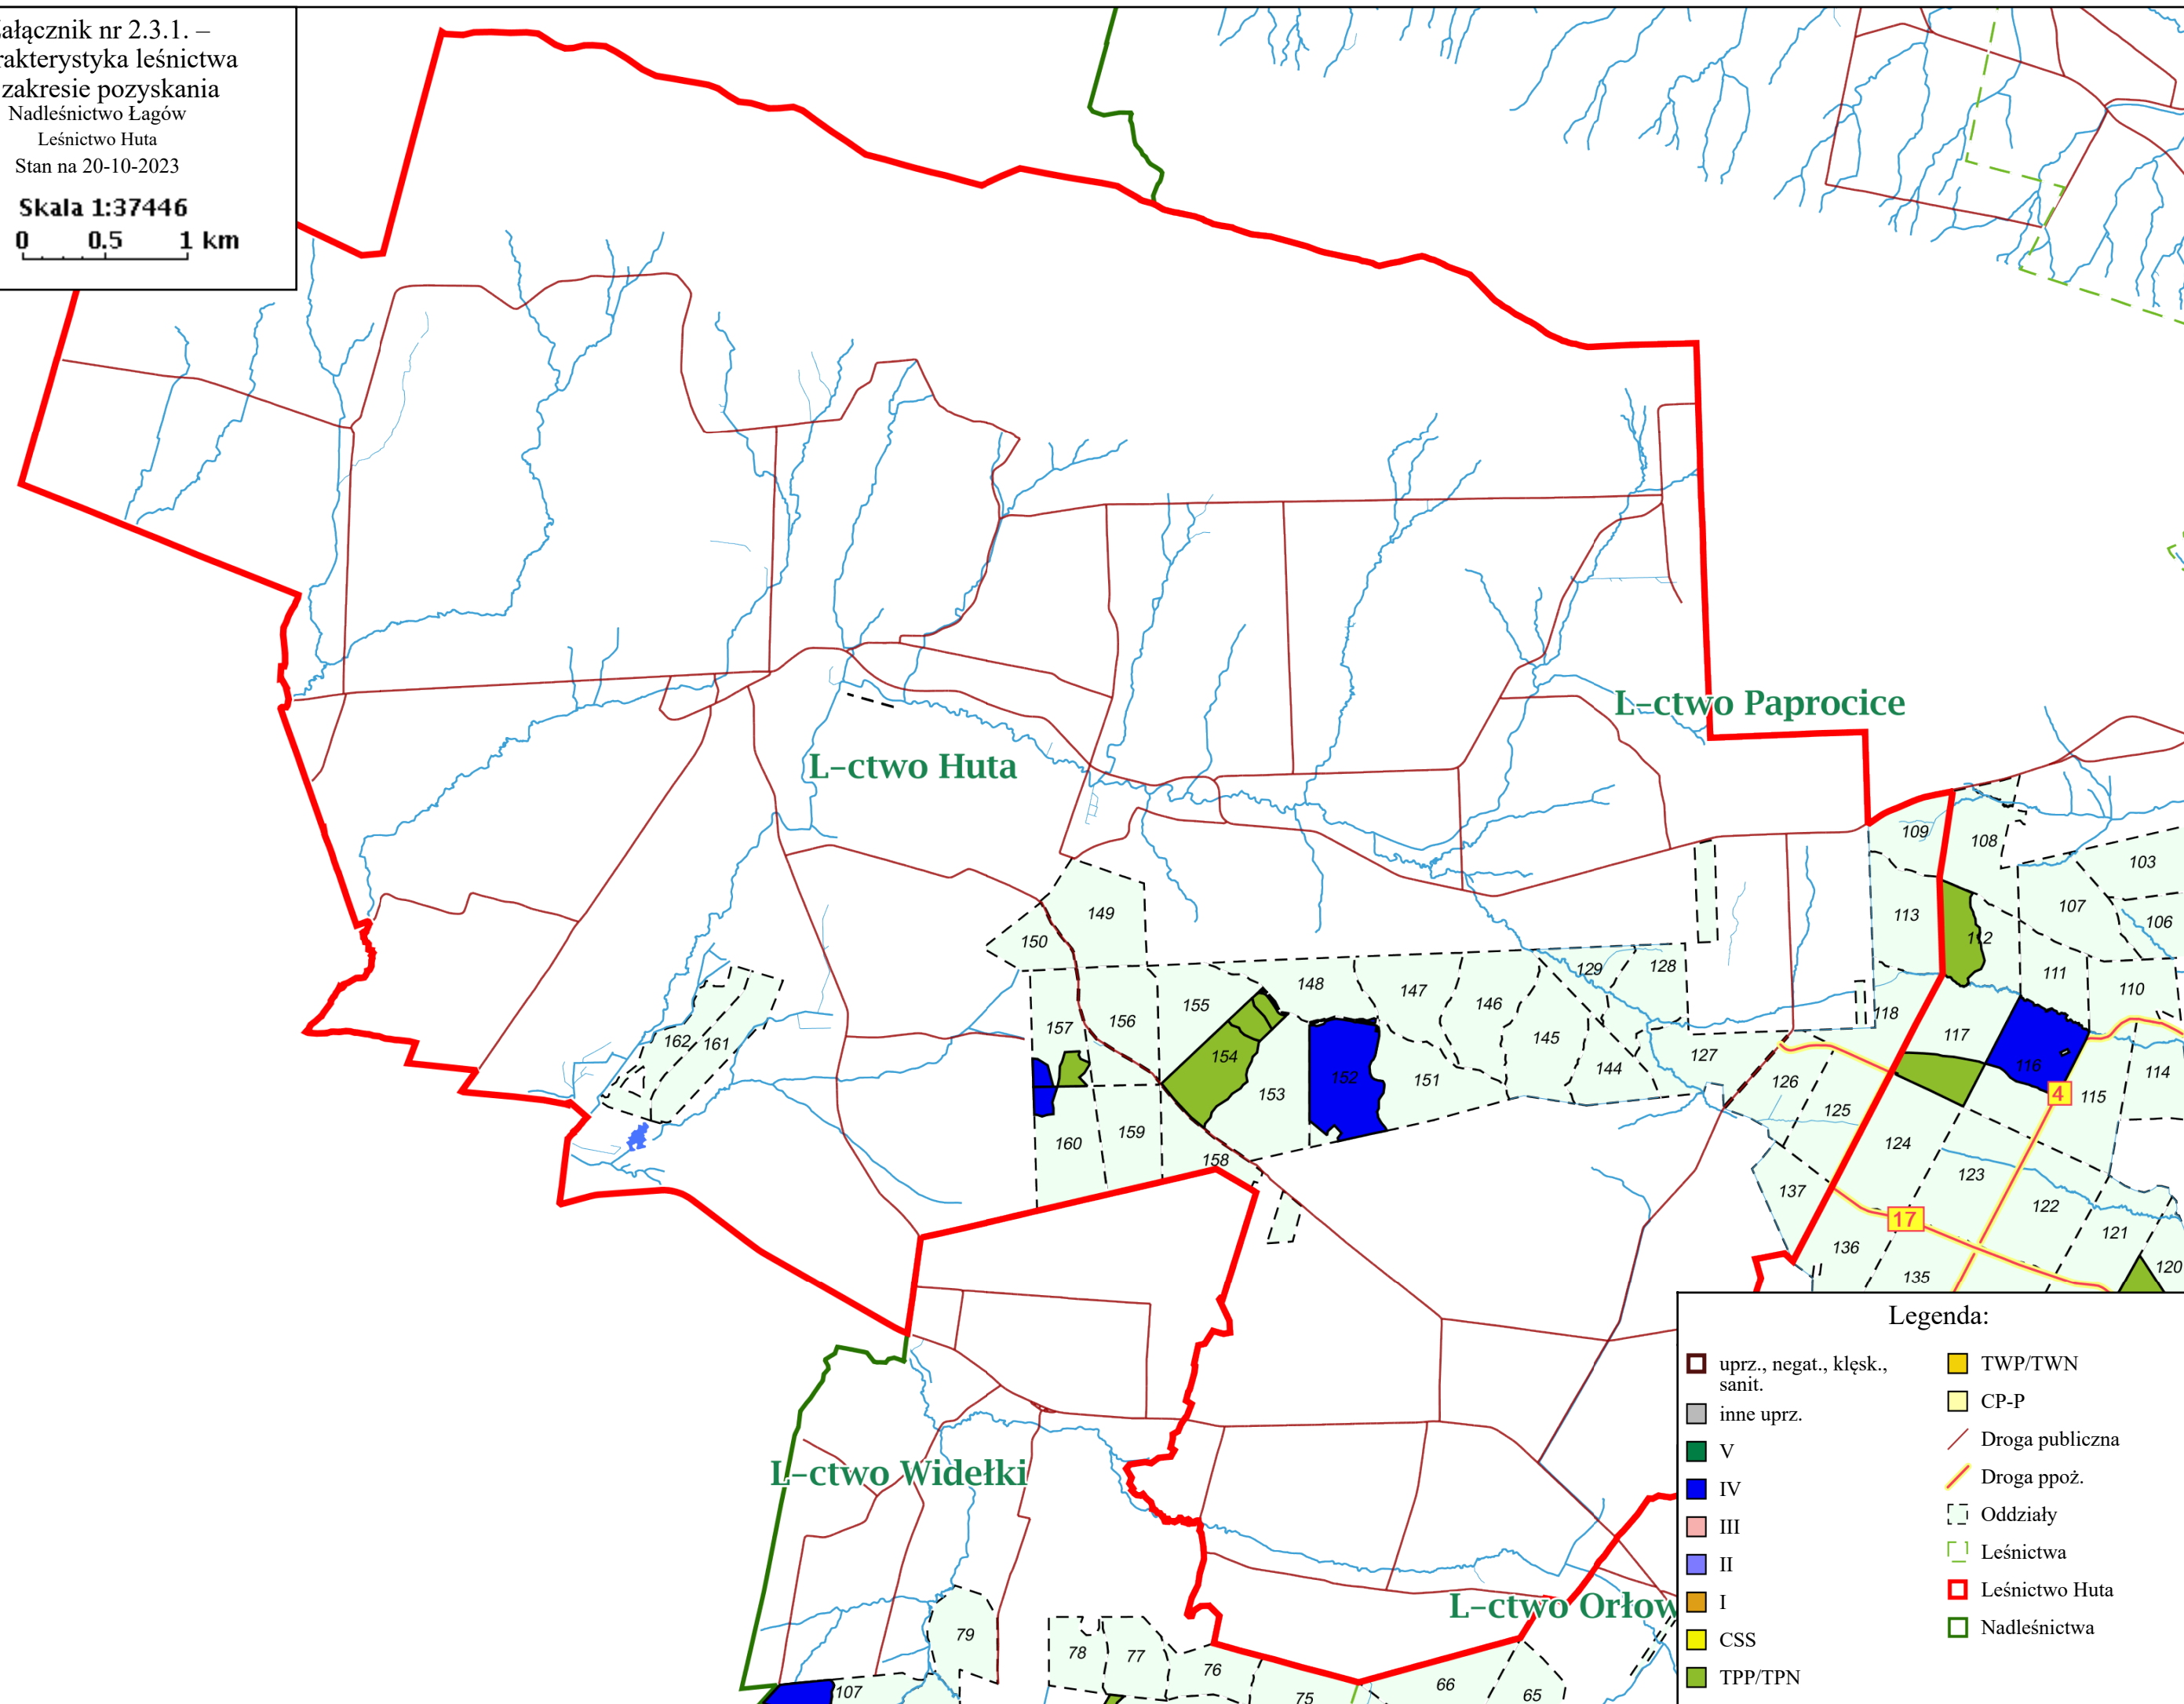 ałącznik nr 2.3.1. –
rakterystyka leśnictwa
zakresie pozyskania
Nadleśnictwo Łagów
Leśnictwo Huta
Stan na 20-10-2023
Skala 1:37446
0 0.5 1 km
L-ctwo Paprocice
L-ctwo Huta
109
108
103
149
113
107
106
150
112
129
128
148
111
147
110
155
146
118
156
157
117
145
162
161
154
127
116
114
144
152
151
126
153
4
115
125
159
160
124
158
123
137
122
17
121
136
120
135
L-ctwo Widełki
L-ctwo Orłow
79
78
77
76
66
107
75
65
Legenda:
uprz., negat., klęsk.,
sanit.
inne uprz.
V
IV
III
II
I
CSS
TPP/TPN
TWP/TWN
CP-P
Droga publiczna
Droga ppoż.
Oddziały
Leśnictwa
Leśnictwo Huta
Nadleśnictwa